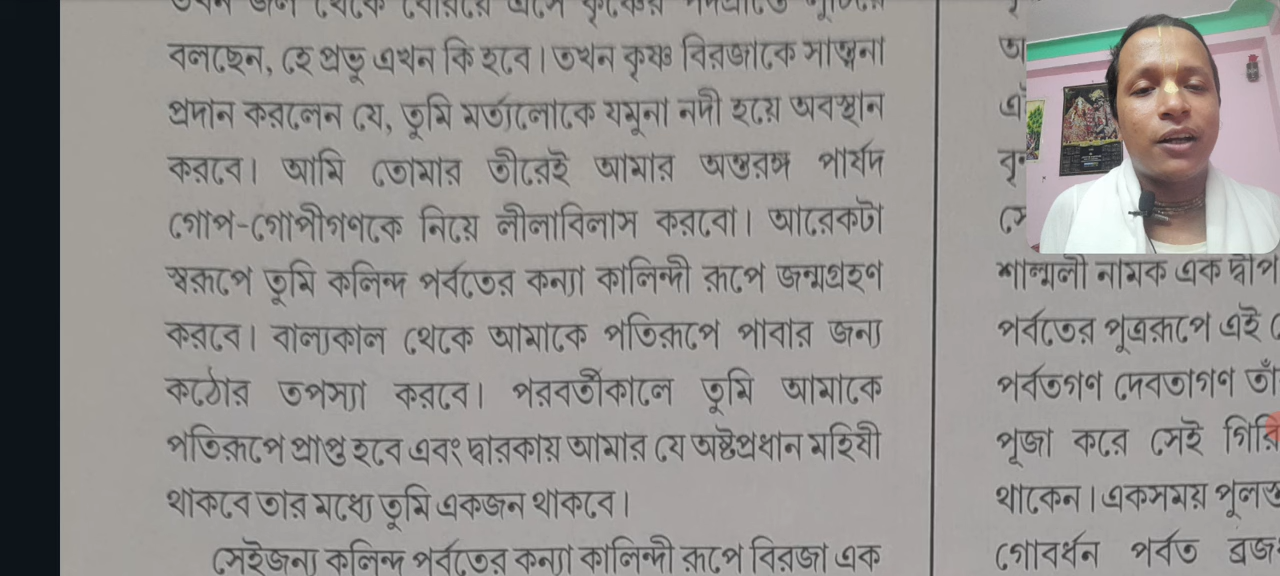 বলছেন, হে প্রভু এখন কি হবে। তখন কৃষ্ণ বিরজাকে সান্ত্বনা
প্রদান করলেন যে, তুমি মর্ত্যলোকে যমুনা নদী হয়ে অবস্থান
করবে। আমি তোমার তীরেই আমার অন্তরঙ্গ পার্ষদ
গোপ-গোপীগণকে নিয়ে লীলাবিলাস করবো। আরেকটা
স্বরূপে তুমি কলিন্দ পর্বতের কন্যা কালিন্দী রূপে জন্মগ্রহণ
করবে। বাল্যকাল থেকে আমাকে পতিরূপে পাবার জন্য
কঠোর তপস্যা করবে। পরবর্তীকালে তুমি আমাকে
পতিরূপে প্রাপ্ত হবে এবং দ্বারকায় আমার যে অষ্টপ্রধান মহিষী
থাকবে তার মধ্যে তুমি একজন থাকবে।
সেইজন্য কলিন্দ পর্বতের কন্যা কালিন্দী রূপে বিরজা এক
শাল্মলী নামক এক দ্বীপ
পর্বতের পুত্ররূপে এই
পর্বতগণ দেবতাগণ তাঁ
পূজা করে সেই গিরি
থাকেন। একসময় পুলস্ত
গোবর্ধন পর্বত ব্রজ